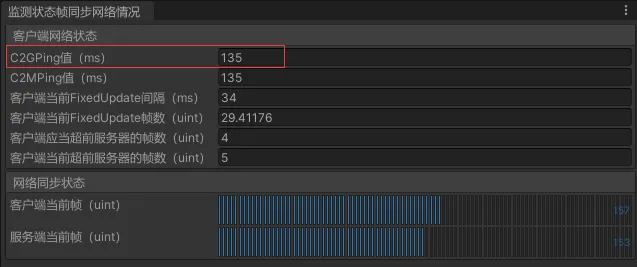 监测状态帧同步网络情况
客户端网络状态
C2GPing值（ms） 135
C2MPing值（ms） 135
客户端当前FixedUpdate间隔（ms） 34
客户端当前FixedUpdate帧数（uint） 29.41176
客户端应当超前服务器的帧数（uint） 4
客户端当前超前服务器的帧数（uint） 5
网络同步状态
客户端当前帧（uint） 157
服务端当前帧（uint） 153